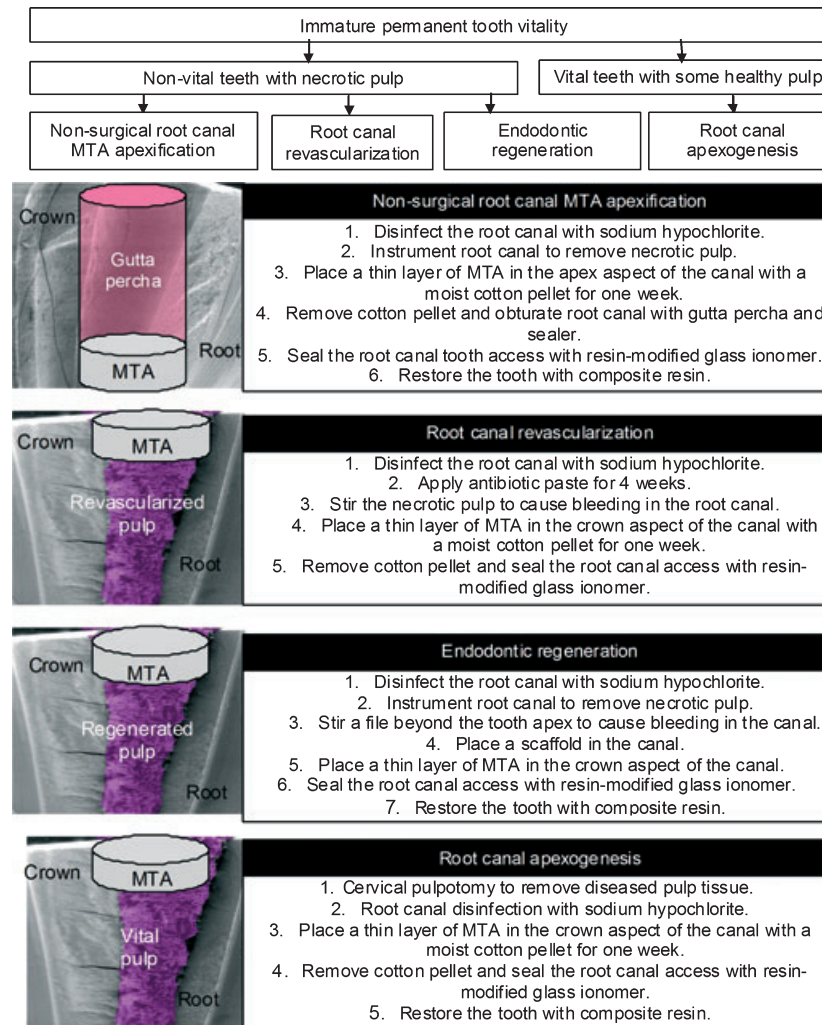 Immature permanent tooth vitality
Non-vital teeth with necrotic pulp
Vital teeth with some healthy pulp
Non-surgical root canal
MTA apexification
Root canal
revascularization
Endodontic
regeneration
Root canal
apexogenesis
Crown
Gutta
percha
Root
MTA
Non-surgical root canal MTA apexification
1. Disinfect the root canal with sodium hypochlorite.
2. Instrument root canal to remove necrotic pulp.
3. Place a thin layer of MTA in the apex aspect of the canal with a
moist cotton pellet for one week.
4. Remove cotton pellet and obturate root canal with gutta percha and
sealer.
5. Seal the root canal tooth access with resin-modified glass ionomer.
6. Restore the tooth with composite resin.
Crown
MTA
Revascularized
pulp
Root
Root canal revascularization
1. Disinfect the root canal with sodium hypochlorite.
2. Apply antibiotic paste for 4 weeks.
3. Stir the necrotic pulp to cause bleeding in the root canal.
4. Place a thin layer of MTA in the crown aspect of the canal with
a moist cotton pellet for one week.
5. Remove cotton pellet and seal the root canal access with resin-
modified glass ionomer.
Crown
MTA
Regenerated
pulp
Root
Endodontic regeneration
1. Disinfect the root canal with sodium hypochlorite.
2. Instrument root canal to remove necrotic pulp.
3. Stir a file beyond the tooth apex to cause bleeding in the canal.
4. Place a scaffold in the canal.
5. Place a thin layer of MTA in the crown aspect of the canal.
6. Seal the root canal access with resin-modified glass ionomer.
7. Restore the tooth with composite resin.
Crown
MTA
Vital
pulp
Root
Root canal apexogenesis
1. Cervical pulpotomy to remove diseased pulp tissue.
2. Root canal disinfection with sodium hypochlorite.
3. Place a thin layer of MTA in the crown aspect of the canal with a
moist cotton pellet for one week.
4. Remove cotton pellet and seal the root canal access with resin-
modified glass ionomer.
5. Restore the tooth with composite resin.